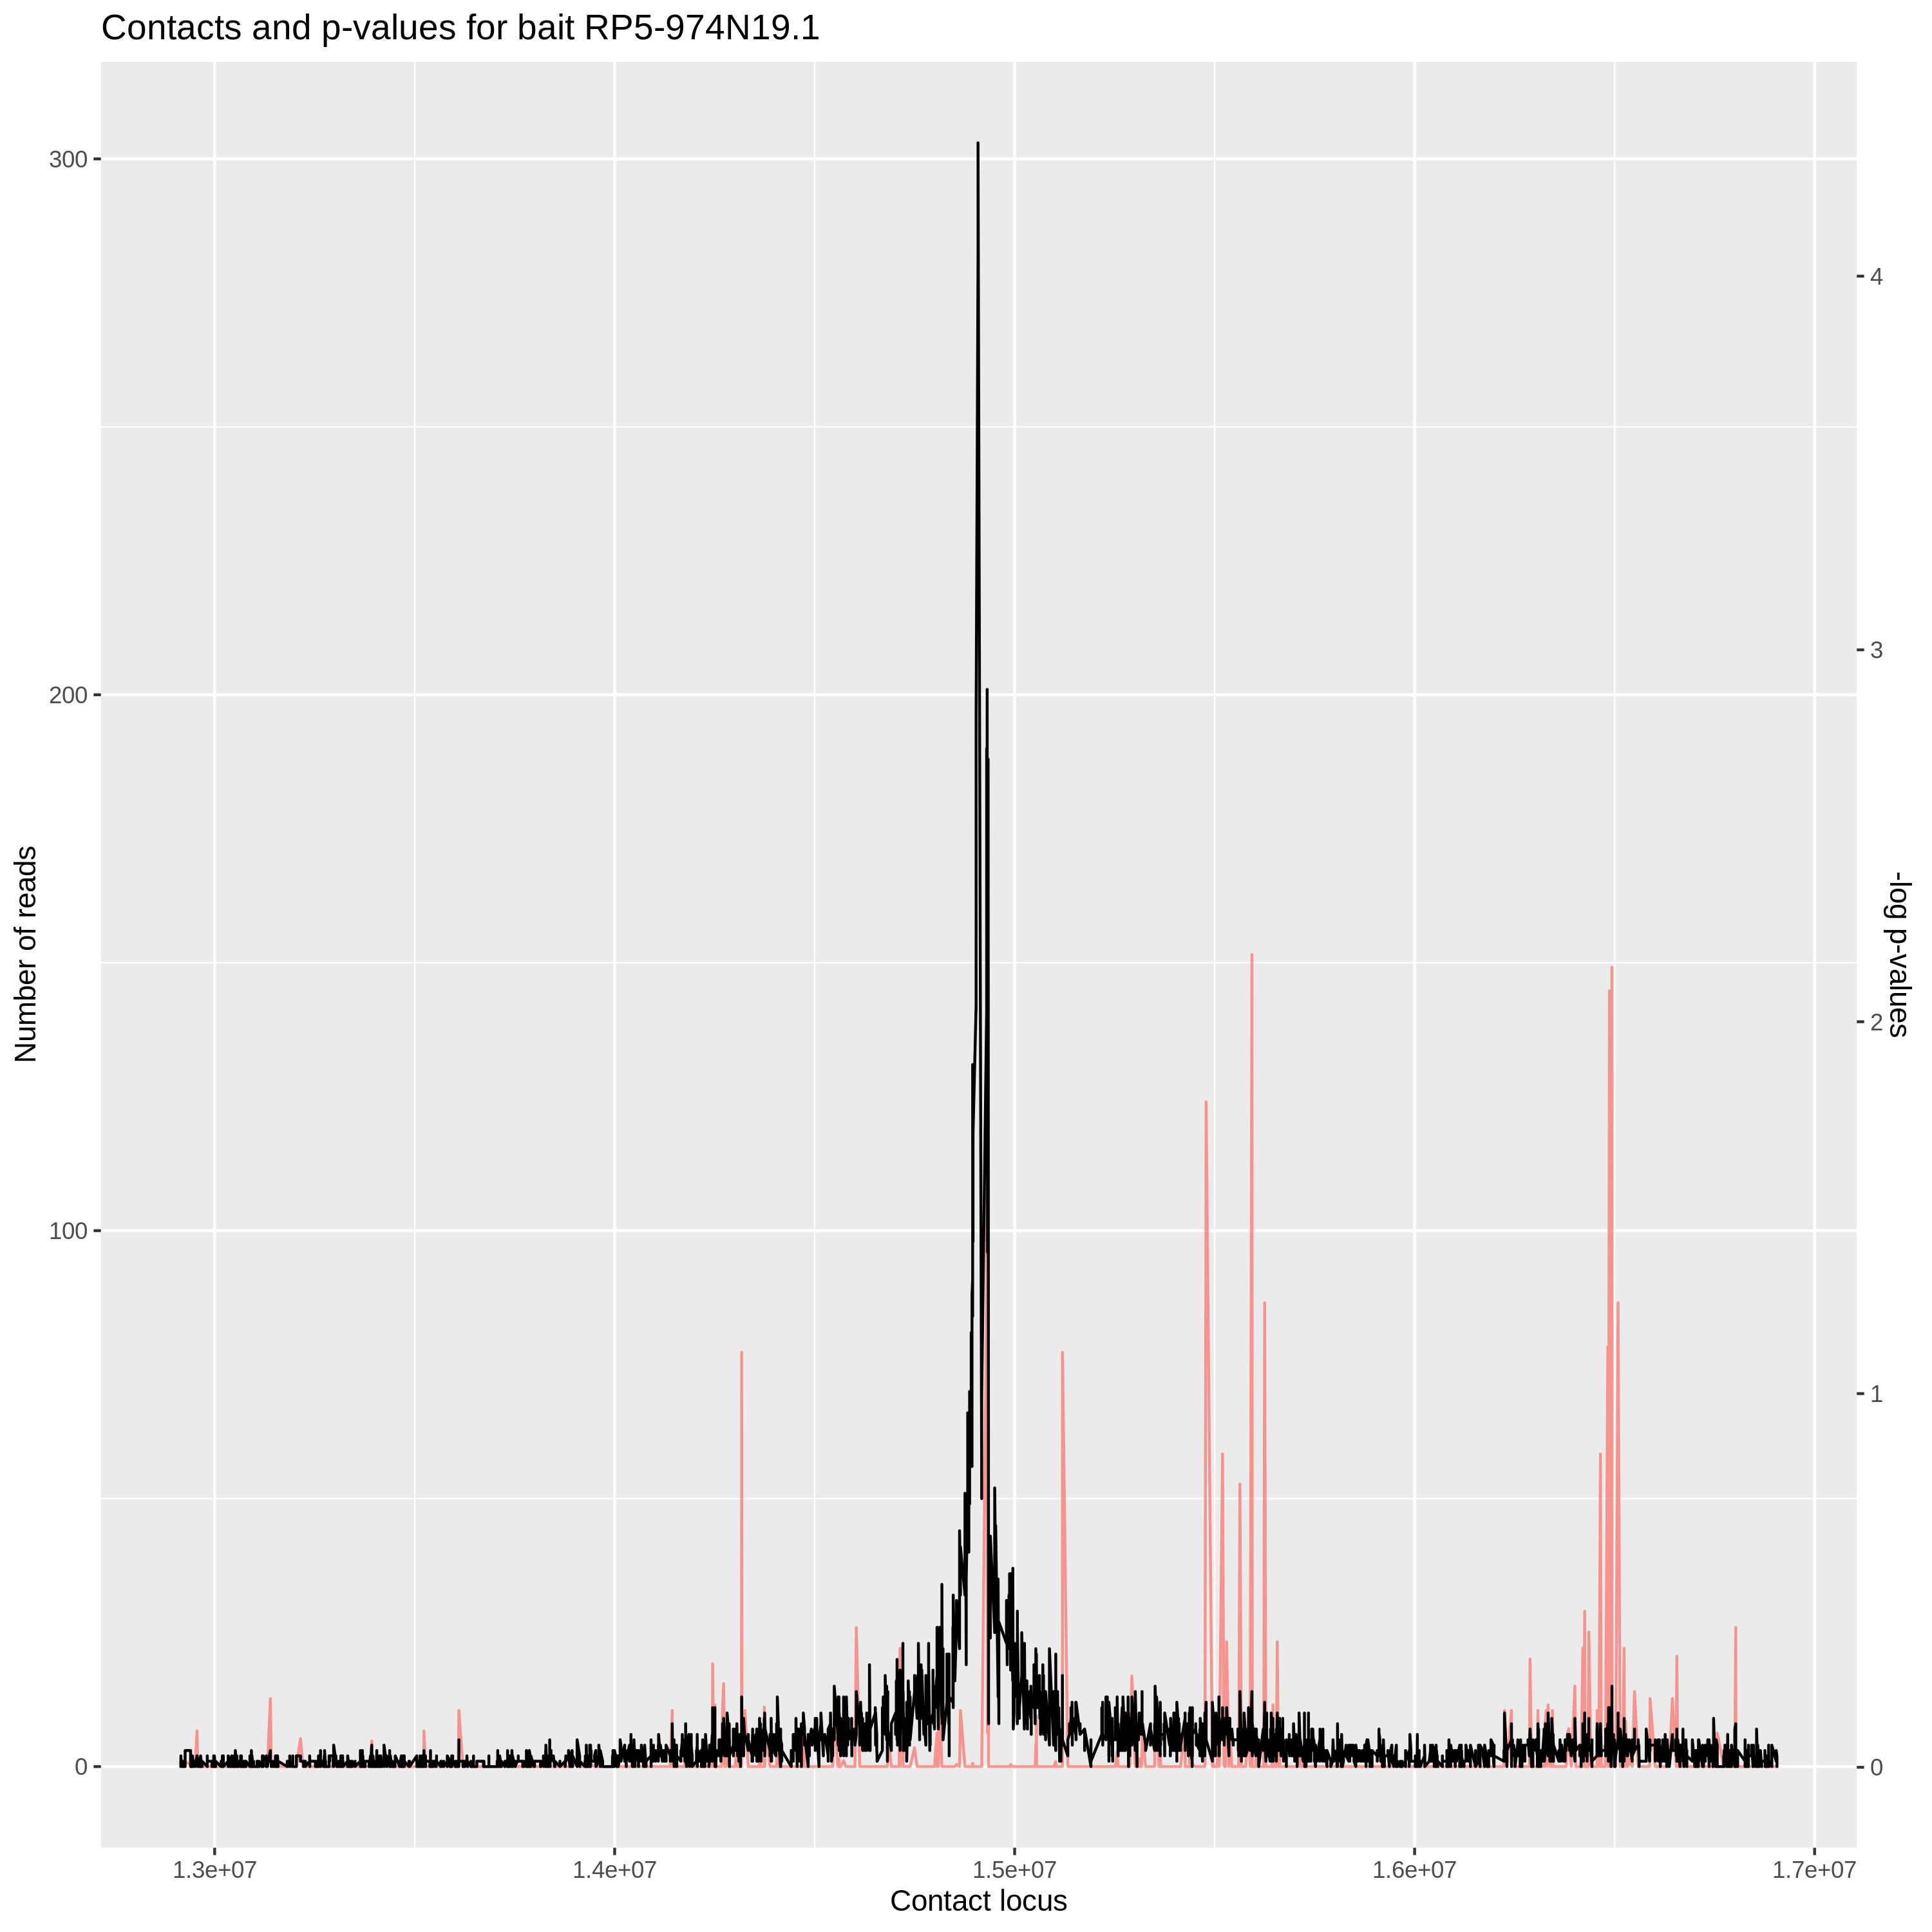 Contacts and p-values for bait RP5-974N19.1
300
200
100
0
Number of reads
4
3
2
1
0
-log p-values
1.3e+07
1.4e+07
1.5e+07
1.6e+07
1.7e+07
Contact locus